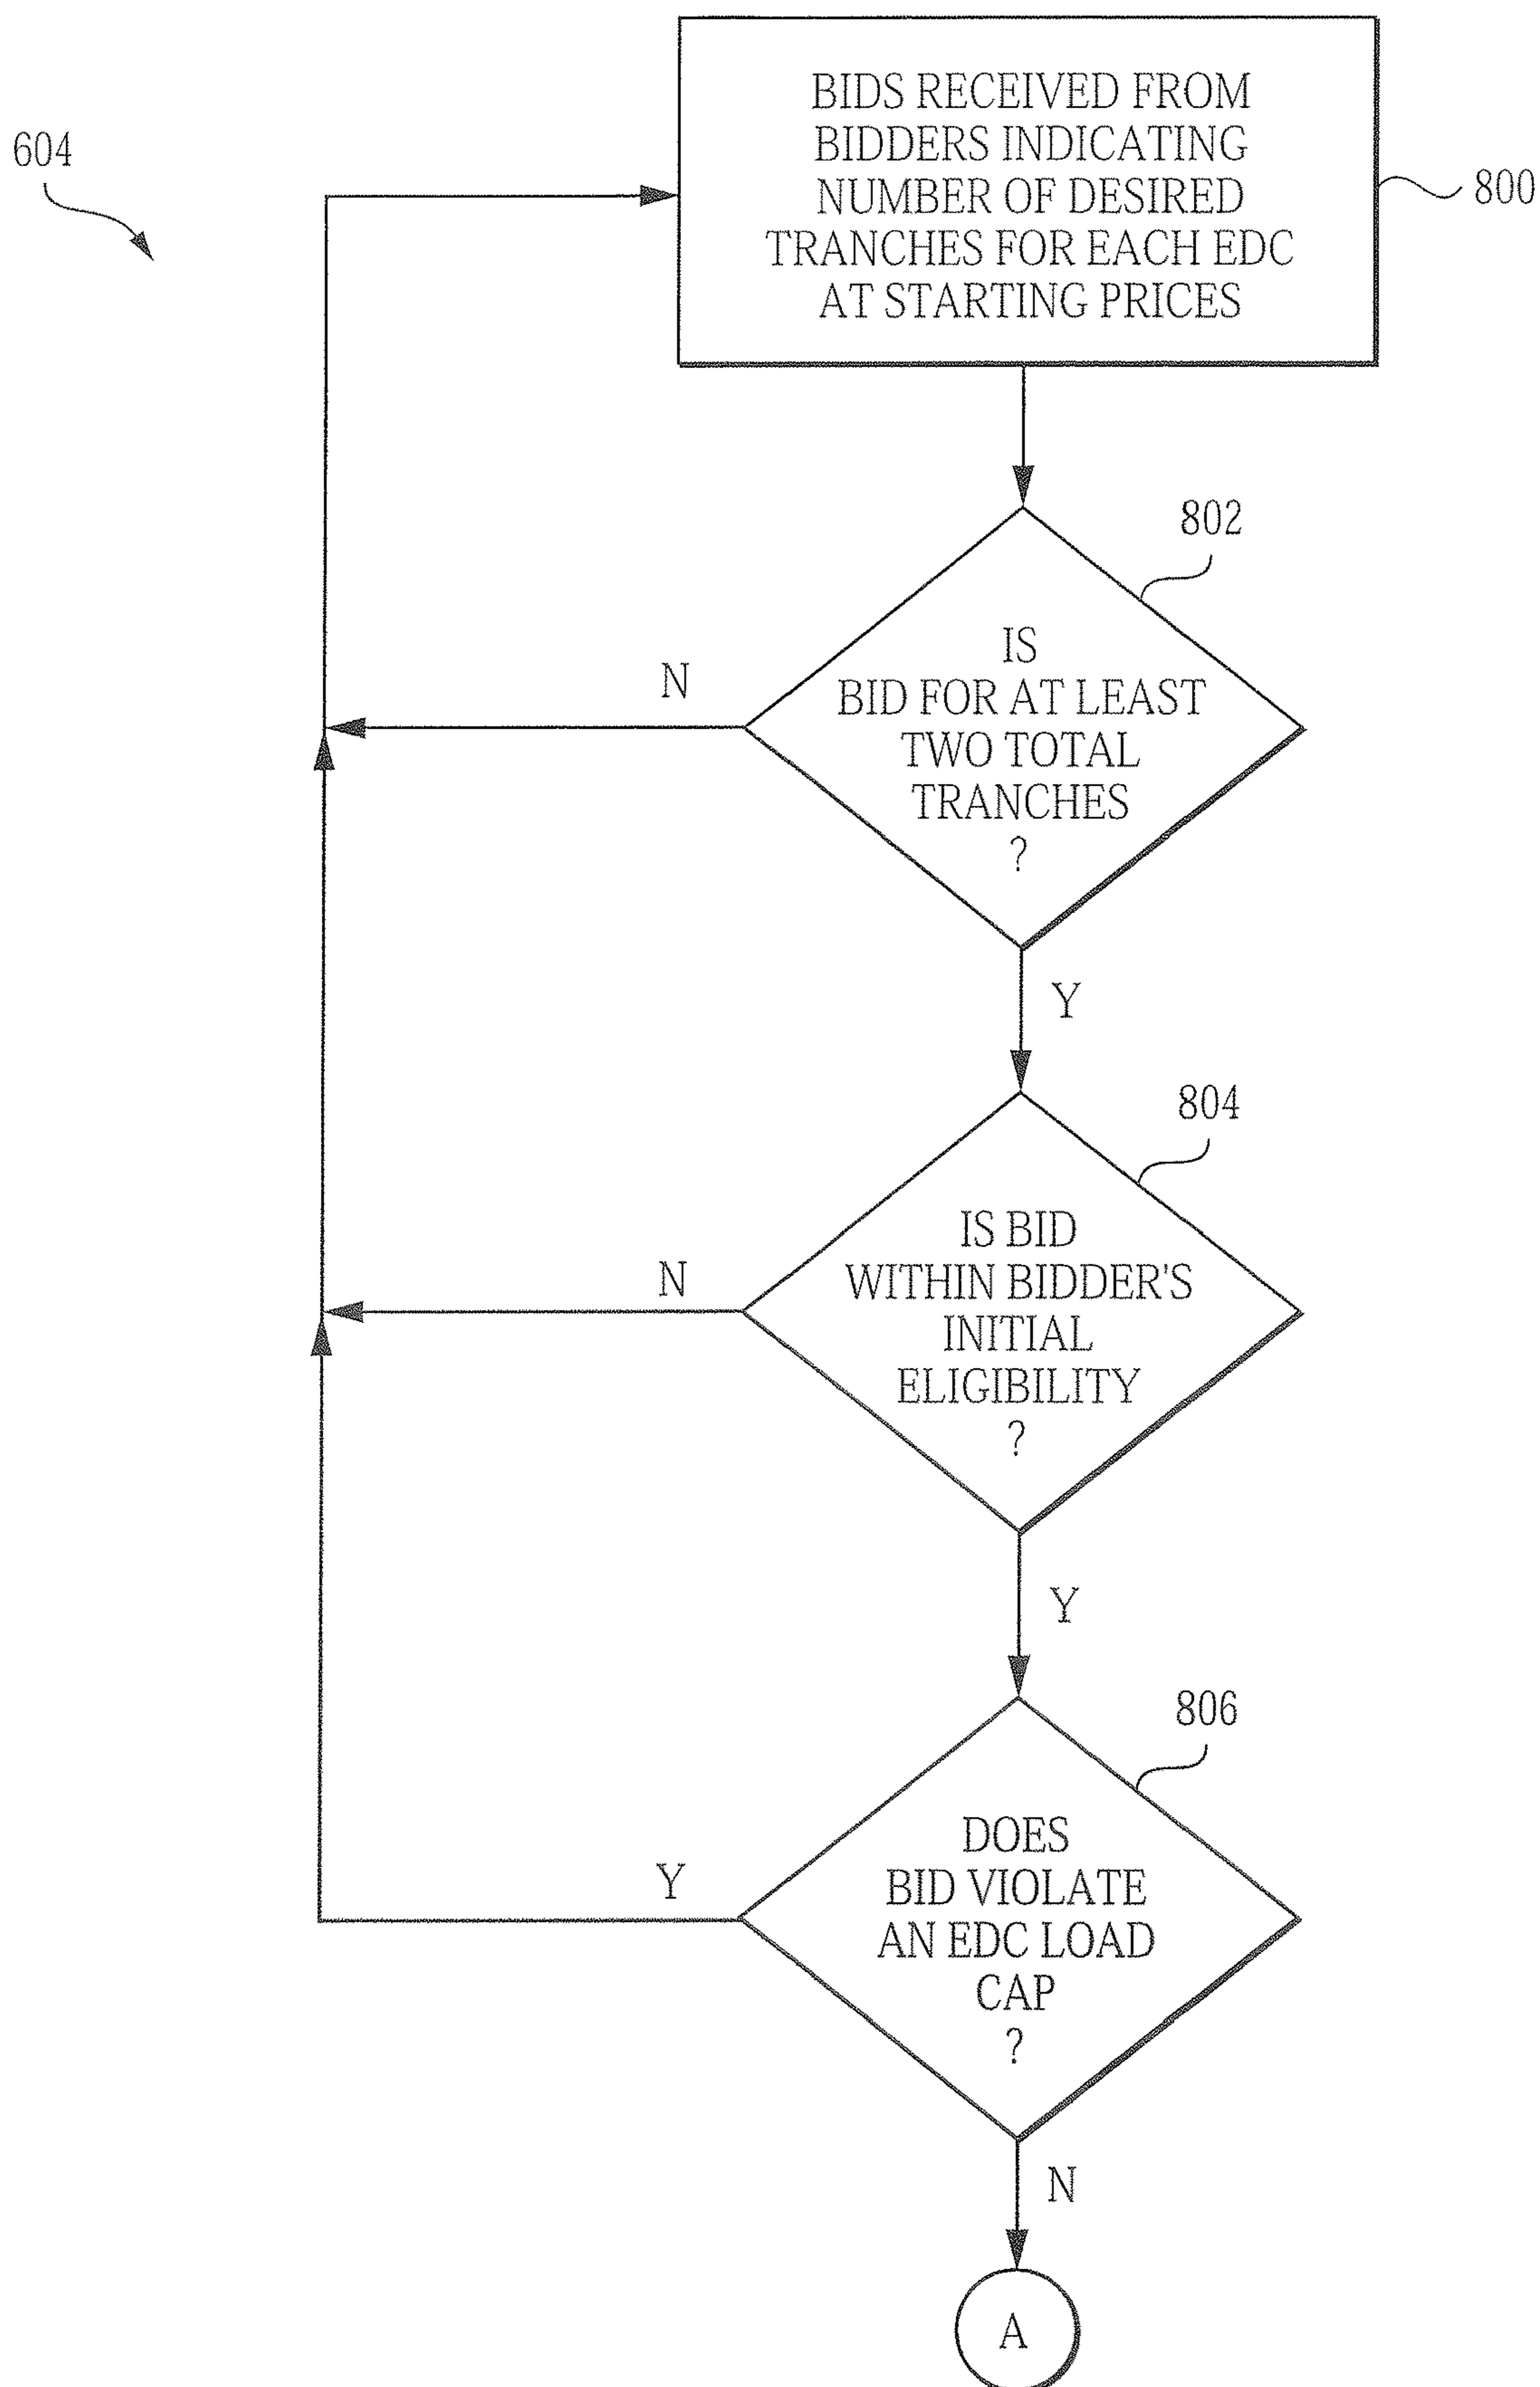 604
BIDS RECEIVED FROM
BIDDERS INDICATING
NUMBER OF DESIRED
TRANCHES FOR EACH EDC
AT STARTING PRICES
800
802
IS
BID FOR AT LEAST
TWO TOTAL
TRANCHES
?
N
Y
804
IS BID
WITHIN BIDDER'S
INITIAL
ELIGIBILITY
?
N
Y
806
DOES
BID VIOLATE
AN EDC LOAD
CAP
?
Y
N
A